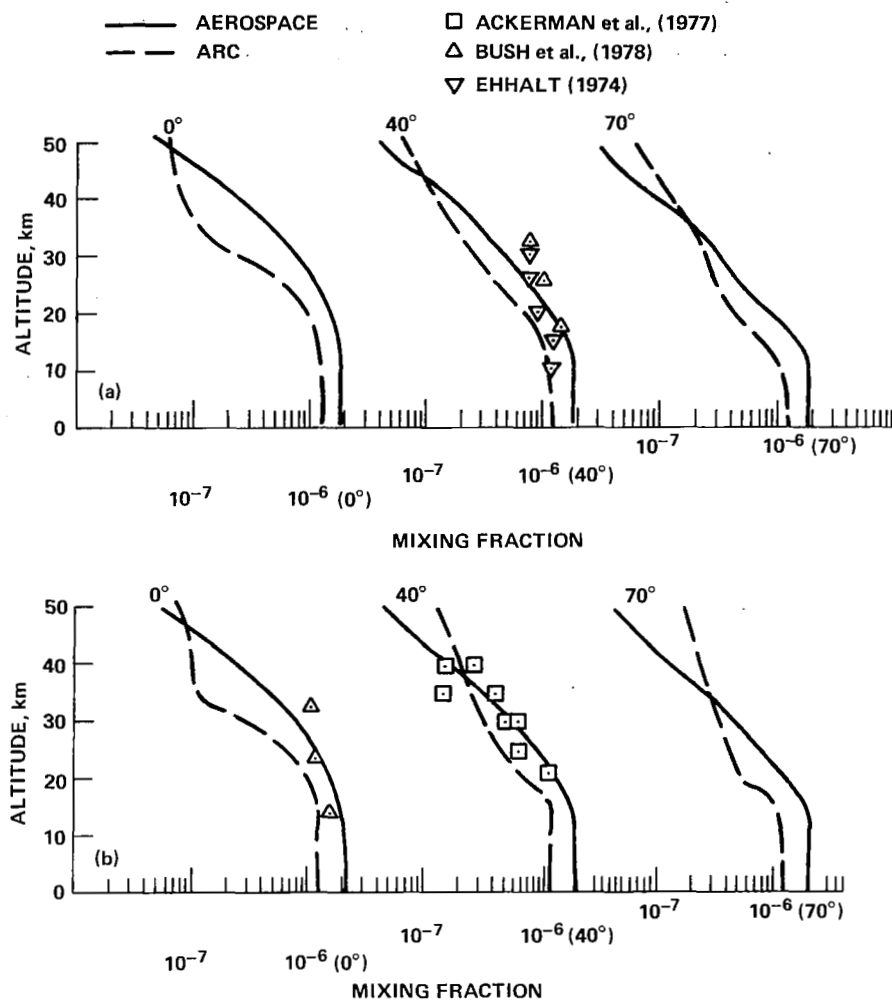 AEROSPACE
ARC
ACKERMAN et al., (1977)
BUSH et al., (1978)
EHHALT (1974)
0°
40°
70°
50
40
30
20
10
0
ALTITUDE, km
(a)
10⁻⁷
10⁻⁶ (70°)
10⁻⁷
10⁻⁶ (40°)
10⁻⁷
10⁻⁶ (0°)
MIXING FRACTION
0°
40°
70°
50
40
30
20
10
0
ALTITUDE, km
(b)
10⁻⁷
10⁻⁶ (70°)
10⁻⁷
10⁻⁶ (40°)
10⁻⁷
10⁻⁶ (0°)
MIXING FRACTION